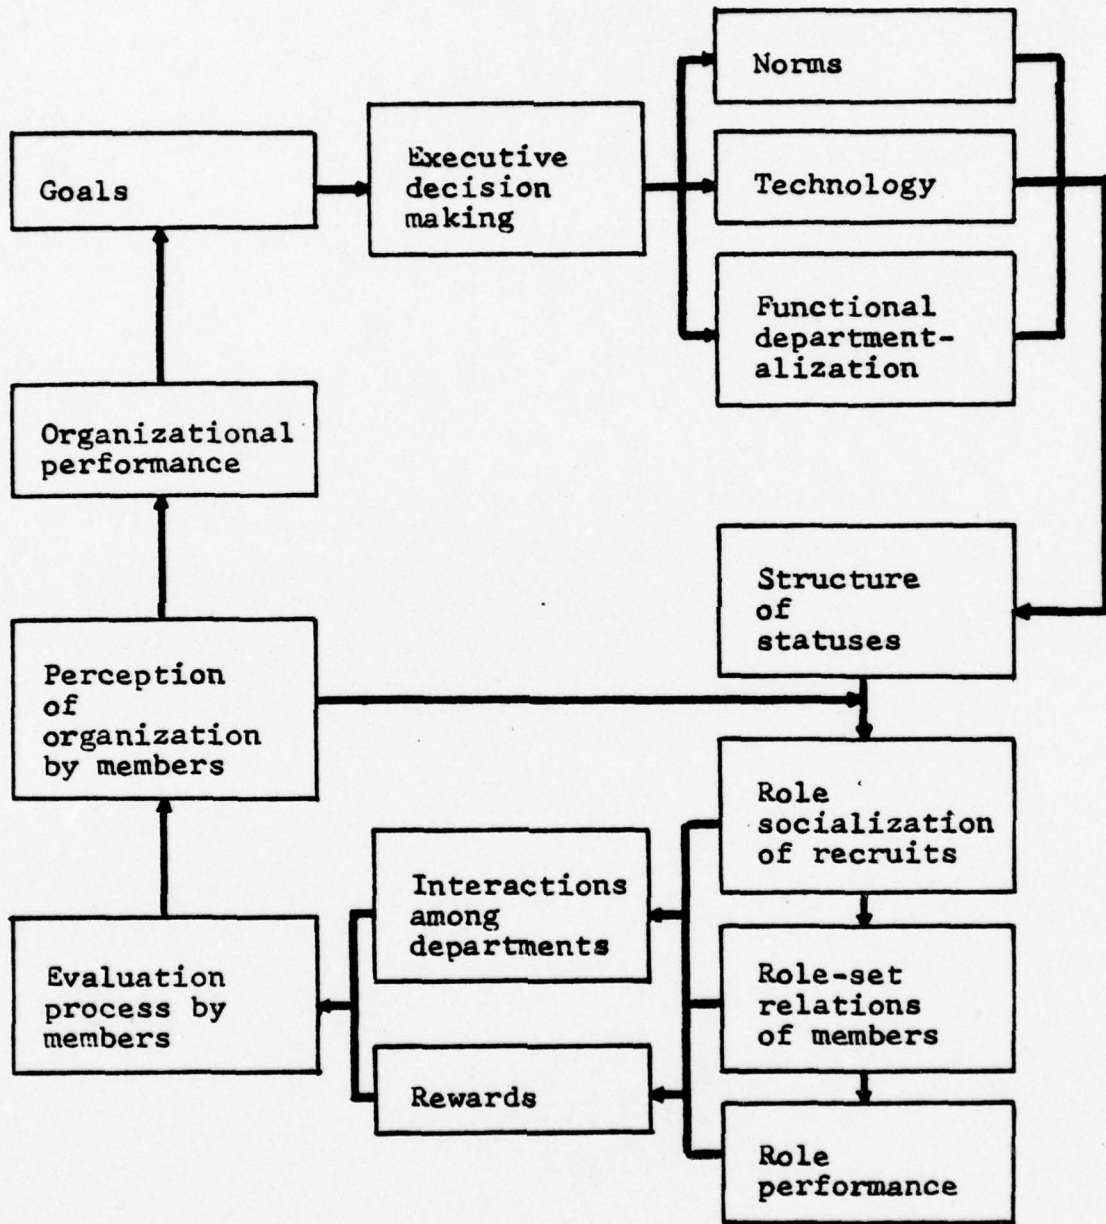 Norms
Goals
Executive
decision
making
Technology
Functional
department-
alization
Organizational
performance
Structure
of
statuses
Perception
of
organization
by members
Role
socialization
of recruits
Interactions
among
departments
Evaluation
process by
members
Role-set
relations
of members
Rewards
Role
performance